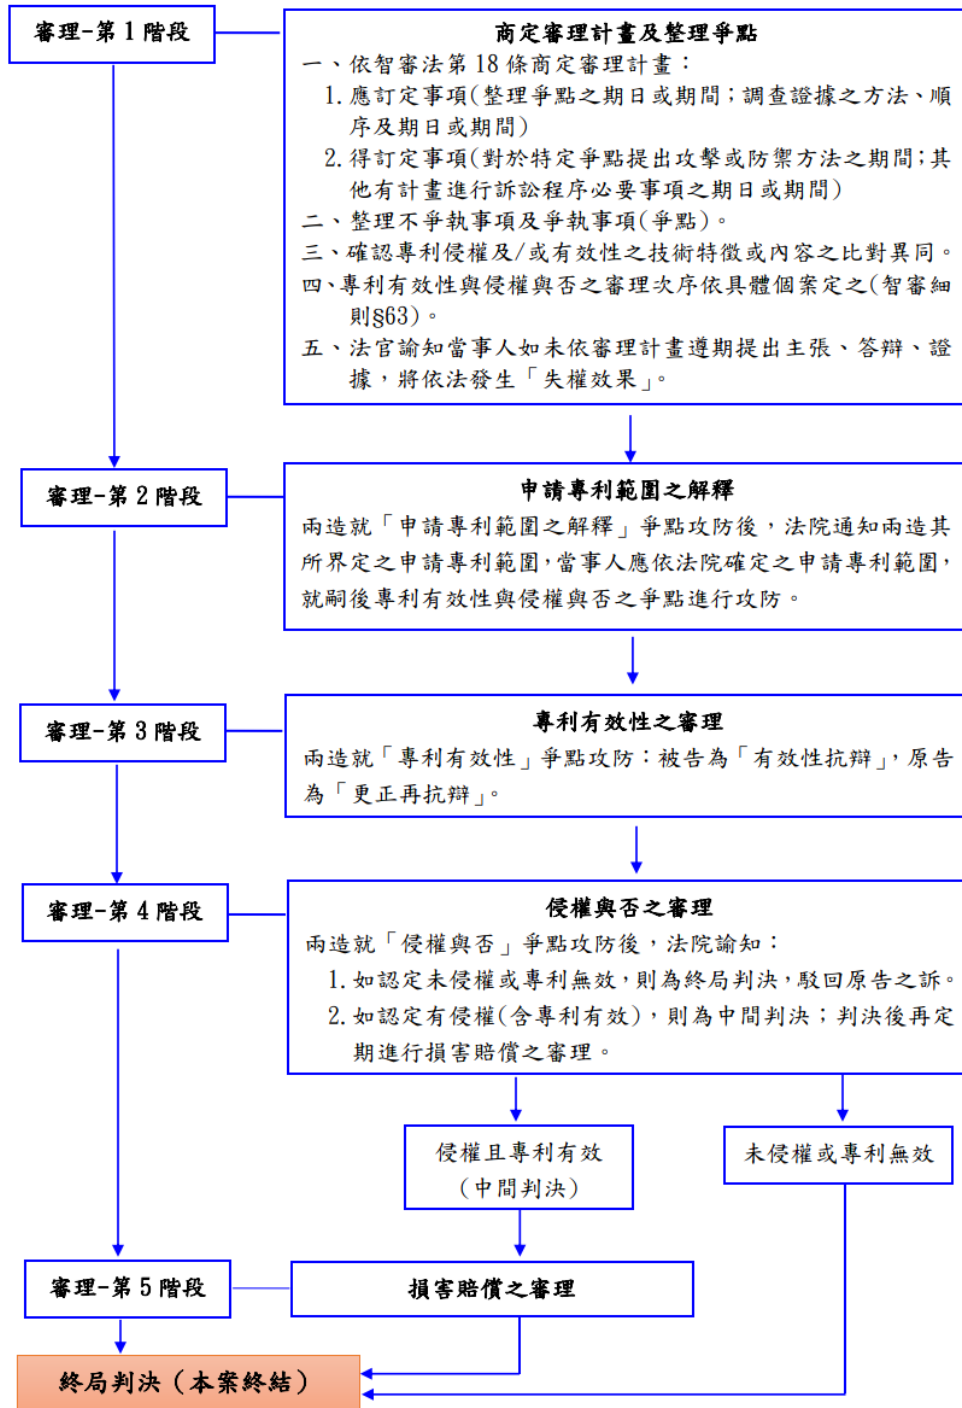 審理-第1階段
商定審理計畫及整理爭點
一、依智審法第18條商定審理計畫：
1.應訂定事項(整理爭點之期日或期間；調查證據之方法、順
序及期日或期間)
2.得訂定事項(對於特定爭點提出攻擊或防禦方法之期間；其
他有計畫進行訴訟程序必要事項之期日或期間)
二、整理不爭執事項及爭執事項(爭點)。
三、確認專利侵權及/或有效性之技術特徵或內容之比對異同。
四、專利有效性與侵權與否之審理次序依具體個案定之(智審細
則§63)。
五、法官諭知當事人如未依審理計畫遵期提出主張、答辯、證
據，將依法發生「失權效果」。
審理-第2階段
申請專利範圍之解釋
兩造就「申請專利範圍之解釋」爭點攻防後，法院通知兩造其
所界定之申請專利範圍，當事人應依法院確定之申請專利範圍，
就嗣後專利有效性與侵權與否之爭點進行攻防。
審理-第3階段
專利有效性之審理
兩造就「專利有效性」爭點攻防：被告為「有效性抗辯」，原告
為「更正再抗辯」。
審理-第4階段
侵權與否之審理
兩造就「侵權與否」爭點攻防後，法院諭知：
1.如認定未侵權或專利無效，則為終局判決，駁回原告之訴。
2.如認定有侵權(含專利有效)，則為中間判決；判決後再定
期進行損害賠償之審理。
侵權且專利有效
(中間判決)
未侵權或專利無效
審理-第5階段
損害賠償之審理
終局判決（本案終結）